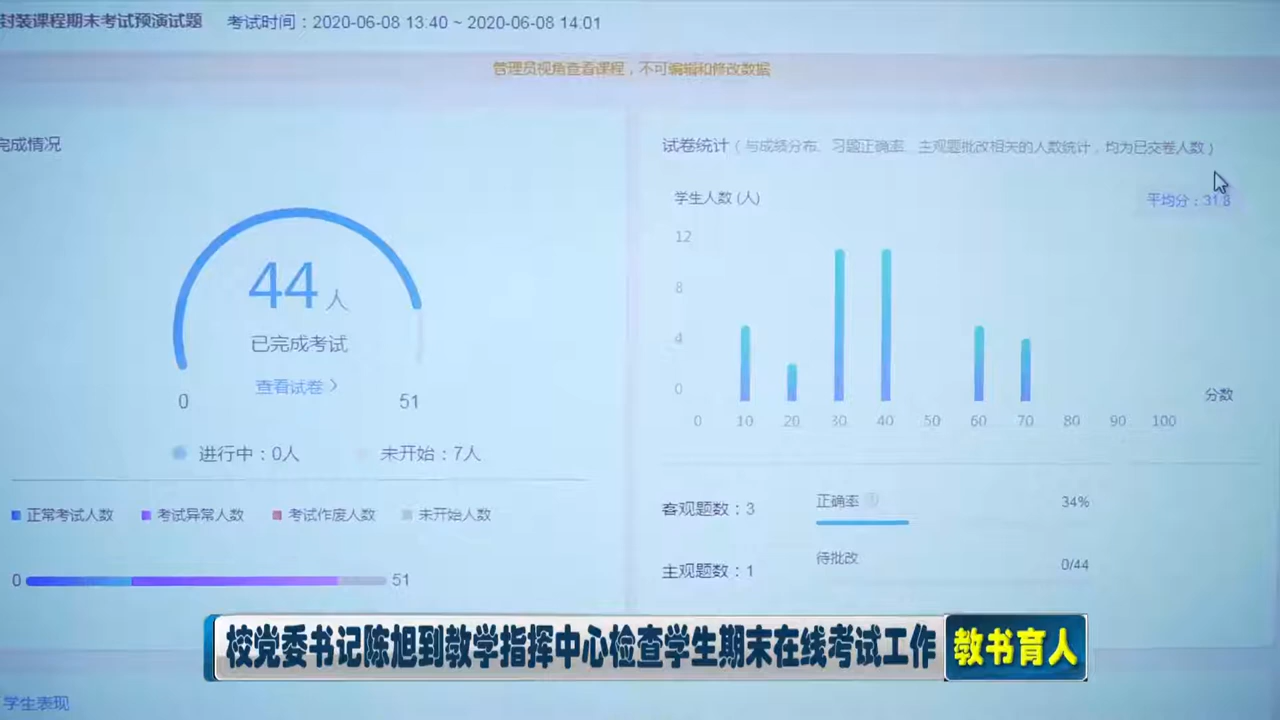 封装课程期末考试预演试题 考试时间：2020-06-08 13:40 ~ 2020-06-08 14:01
管理员视角查看课程，不可编辑和修改数据
完成情况
44 人
已完成考试
查看试卷
0 51
进行中：0人 未开始：7人
正常考试人数 考试异常人数 考试作废人数 未开始人数
0 51
试卷统计（与成绩分布、习题正确率、主观题批改相关的人数统计，均为已交卷人数）
学生人数 (人)
平均分：31.8
12
8
4
0
分数
0 10 20 30 40 50 60 70 80 90 100
客观题数：3 正确率 34%
主观题数：1 待批改 0/44
校党委书记陈旭到教学指挥中心检查学生期末在线考试工作 教书育人
学生表现